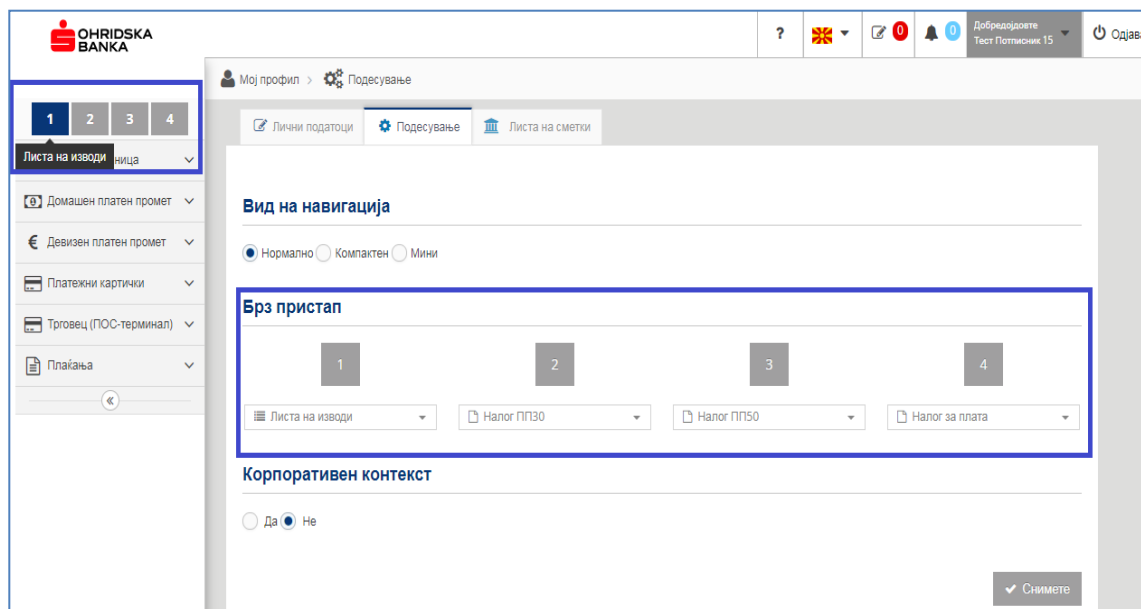 OHRIDSKA
BANKA
?
0
0
Добредојдовте
Тест Потписник 15
Одјава
Мој профил > Подесување
1 2 3 4
Листа на изводи
ница
Домашен платен промет
€ Девизен платен промет
Платежни картички
Трговец (ПОС-терминал)
Плаќања
Лични податоци
Подесување
Листа на сметки
Вид на навигација
Нормално Компактен Мини
Брз пристап
1 2 3 4
Листа на изводи
Налог ПП30
Налог ПП50
Налог за плата
Корпоративен контекст
Да Не
Снимете